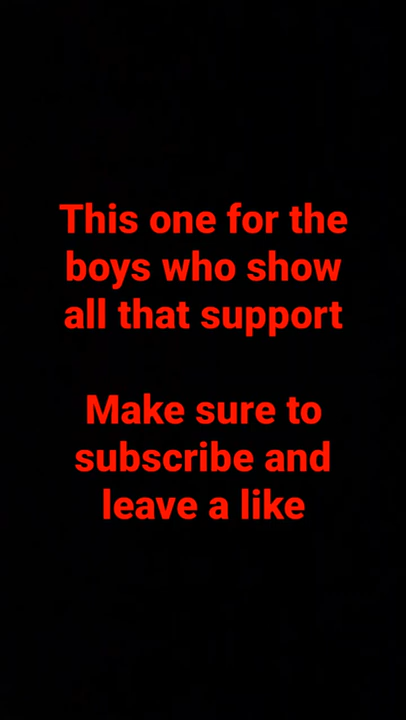 This one for the
boys who show
all that support
Make sure to
subscribe and
leave a like